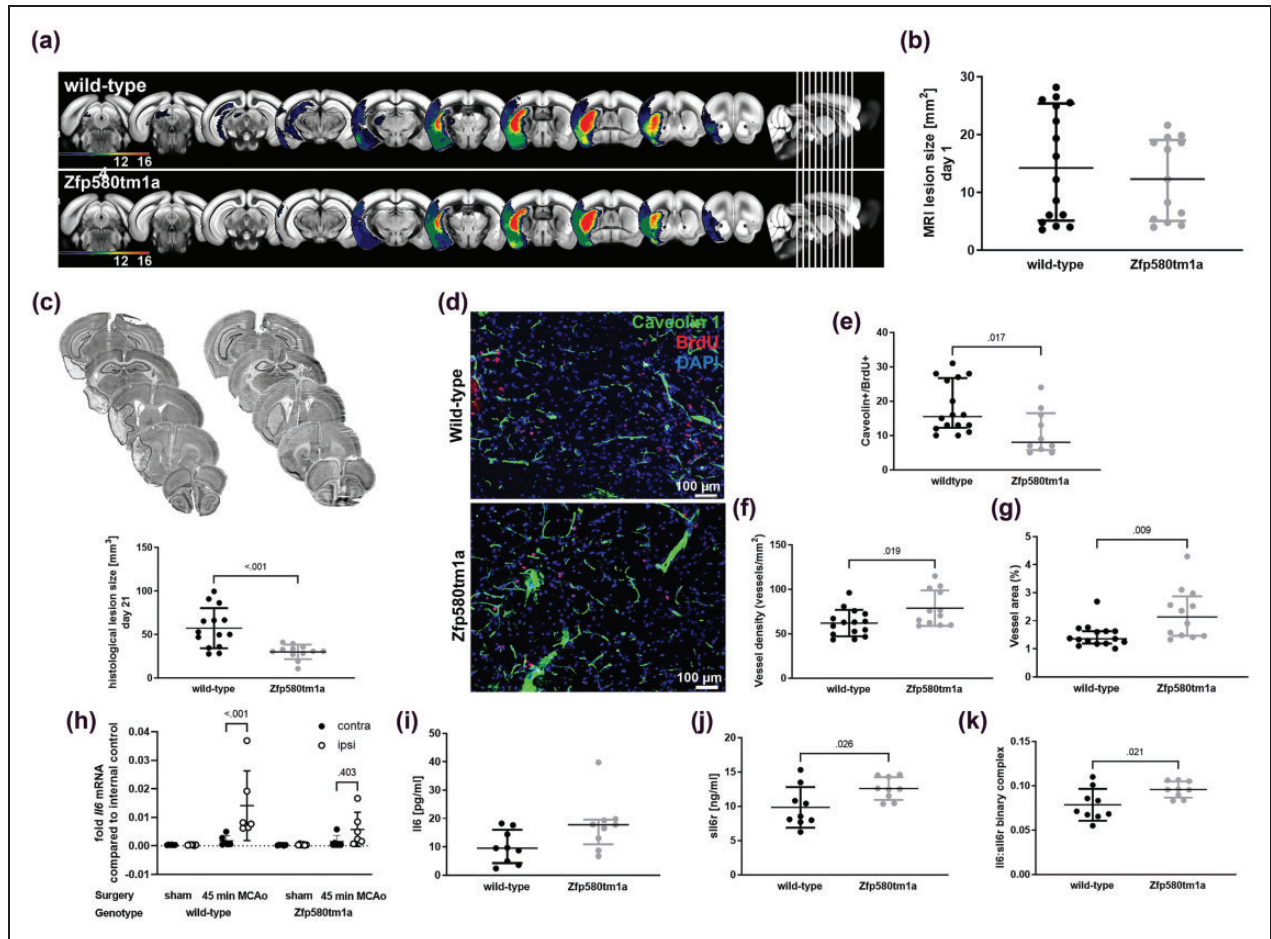 (a)
wild-type
12 16
4
Zfp580tm1a
12 16
(b)
MRI lesion size [mm²]
day 1
30
20
10
0
wild-type
Zfp580tm1a
(c)
histological lesion size [mm³]
day 21
150
100
50
0
<.001
wild-type
Zfp580tm1a
(d)
Wild-type
Caveolin 1
BrdU
DAPI
100 µm
Zfp580tm1a
100 µm
(e)
Caveolin+/BrdU+
40
30
20
10
0
.017
wildtype
Zfp580tm1a
(f)
Vessel density (vessels/mm²)
200
150
100
50
0
.019
wild-type
Zfp580tm1a
(g)
Vessel area (%)
6
5
4
3
2
1
0
.009
wild-type
Zfp580tm1a
(h)
fold Il6 mRNA
compared to internal control
0.04
0.03
0.02
0.01
0.00
-0.01
<.001
.403
contra
ipsi
Surgery sham 45 min MCAo sham 45 min MCAo
Genotype wild-type Zfp580tm1a
(i)
Il6 [pg/ml]
50
40
30
20
10
0
wild-type
Zfp580tm1a
(j)
sIl6r [ng/ml]
20
15
10
5
0
.026
wild-type
Zfp580tm1a
(k)
Il6:sIl6r binary complex
0.15
0.10
0.05
0.00
.021
wild-type
Zfp580tm1a